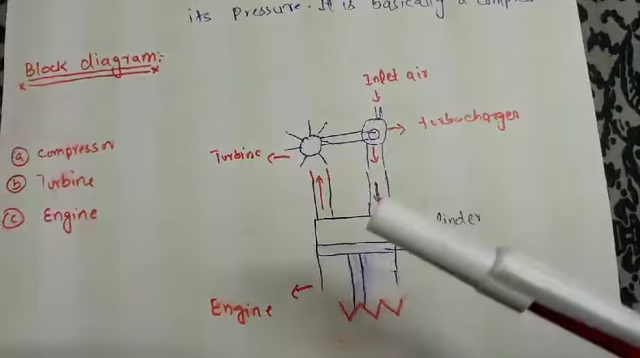 its Pressure. It is basically a
Block diagram:
Inlet air
turbocharger
Turbine
(a) compressor
(b) Turbine
(c) Engine
Engine